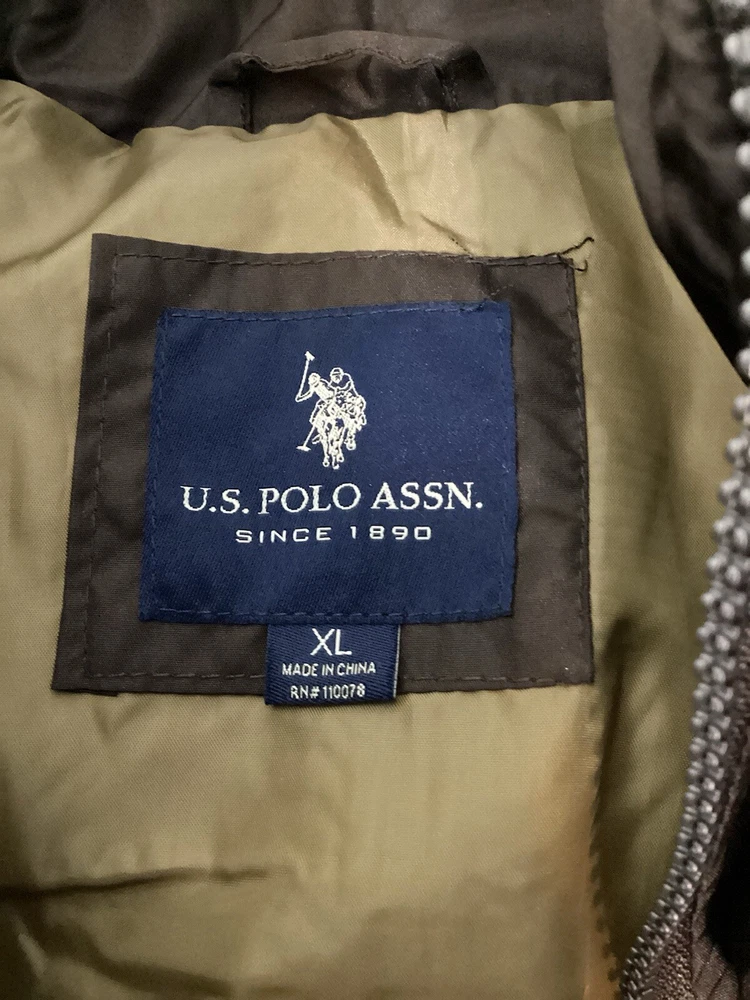 U.S. POLO ASSN.
SINCE 1890
XL
MADE IN CHINA
RN# 110078